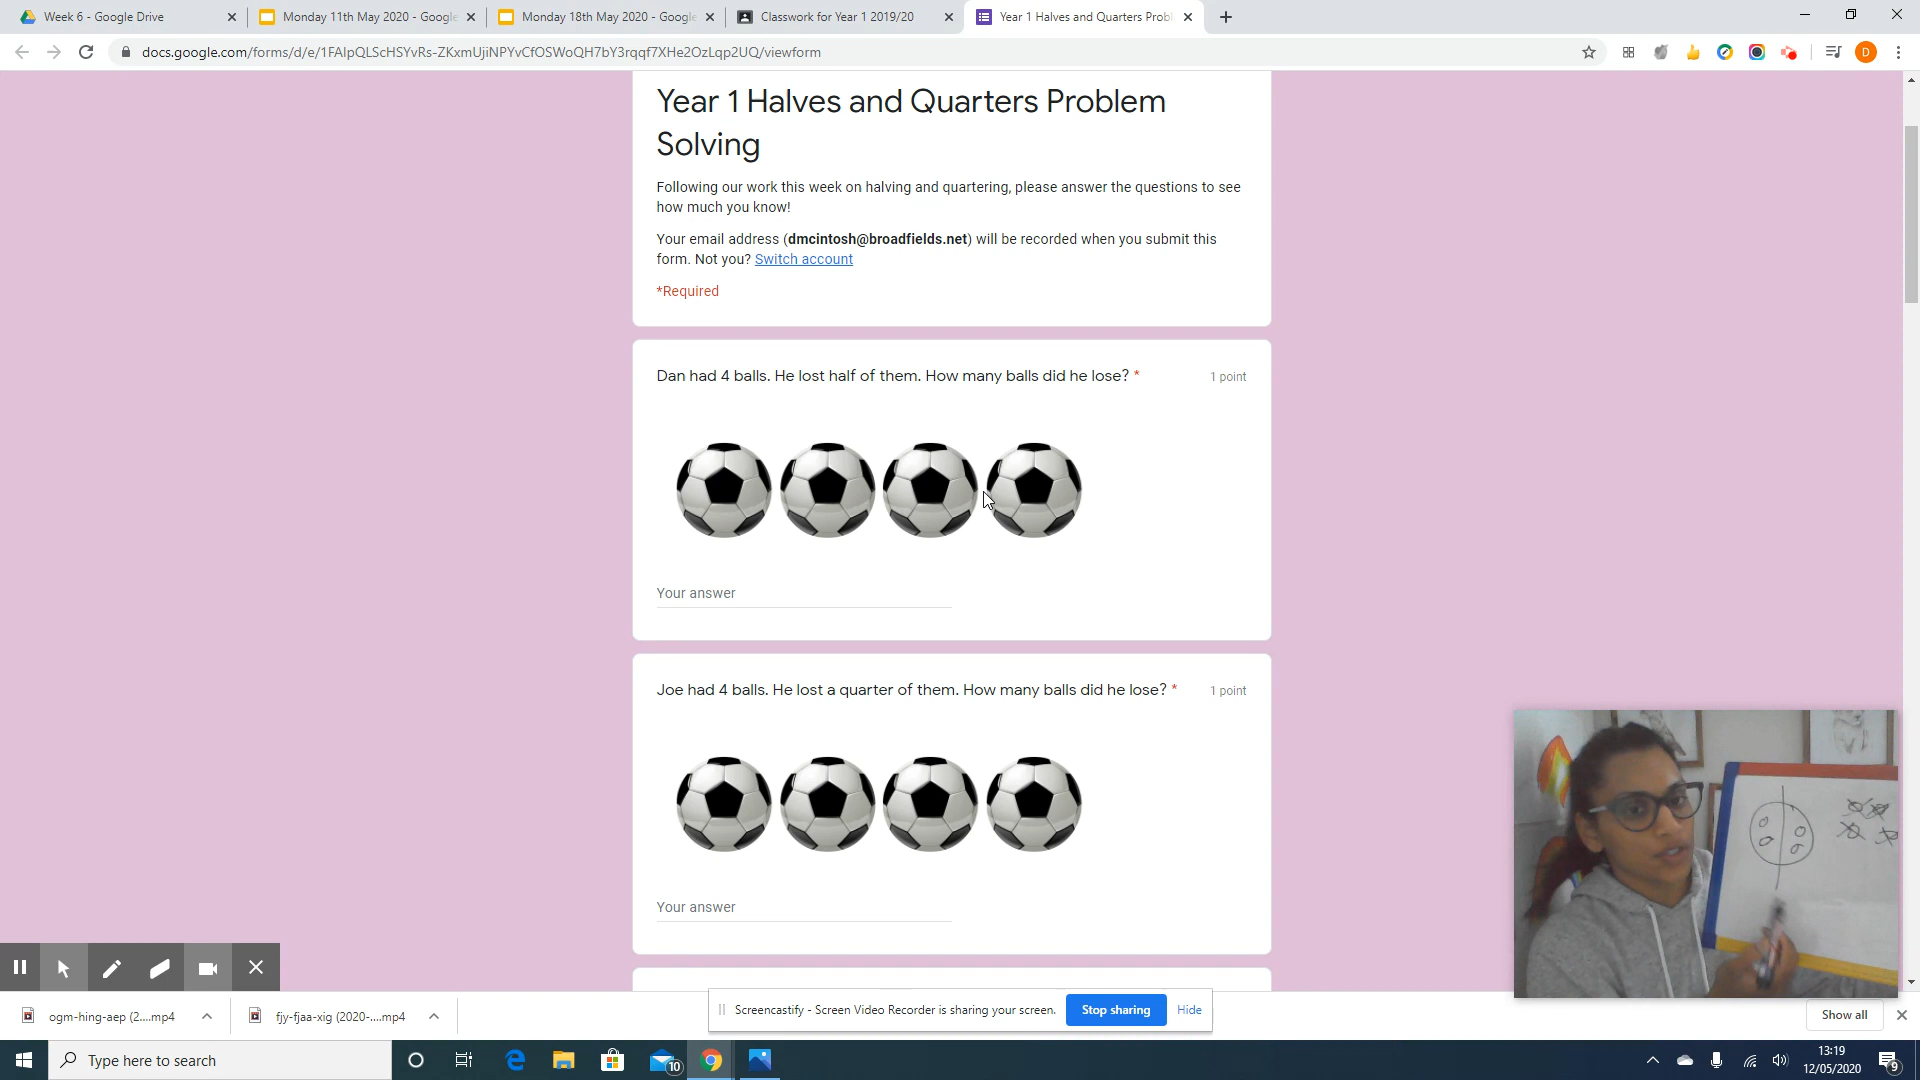 Week 6 - Google Drive
Monday 11th May 2020 - Google
Monday 18th May 2020 - Google
Classwork for Year 1 2019/20
Year 1 Halves and Quarters Prob
docs.google.com/forms/d/e/1FAIpQLScHSYvRs-ZKxmUjiNPYvCfOSWoQH7bY3rqqf7XHe2OzLqp2UQ/viewform
D
Year 1 Halves and Quarters Problem
Solving
Following our work this week on halving and quartering, please answer the questions to see
how much you know!
Your email address (dmcintosh@broadfields.net) will be recorded when you submit this
form. Not you? Switch account
*Required
Dan had 4 balls. He lost half of them. How many balls did he lose? *
1 point
Your answer
Joe had 4 balls. He lost a quarter of them. How many balls did he lose? *
1 point
Your answer
ogm-hing-aep (2....mp4
fjy-fjaa-xig (2020-....mp4
Screencastify - Screen Video Recorder is sharing your screen.
Stop sharing
Hide
Show all
Type here to search
10
13:19
12/05/2020
9